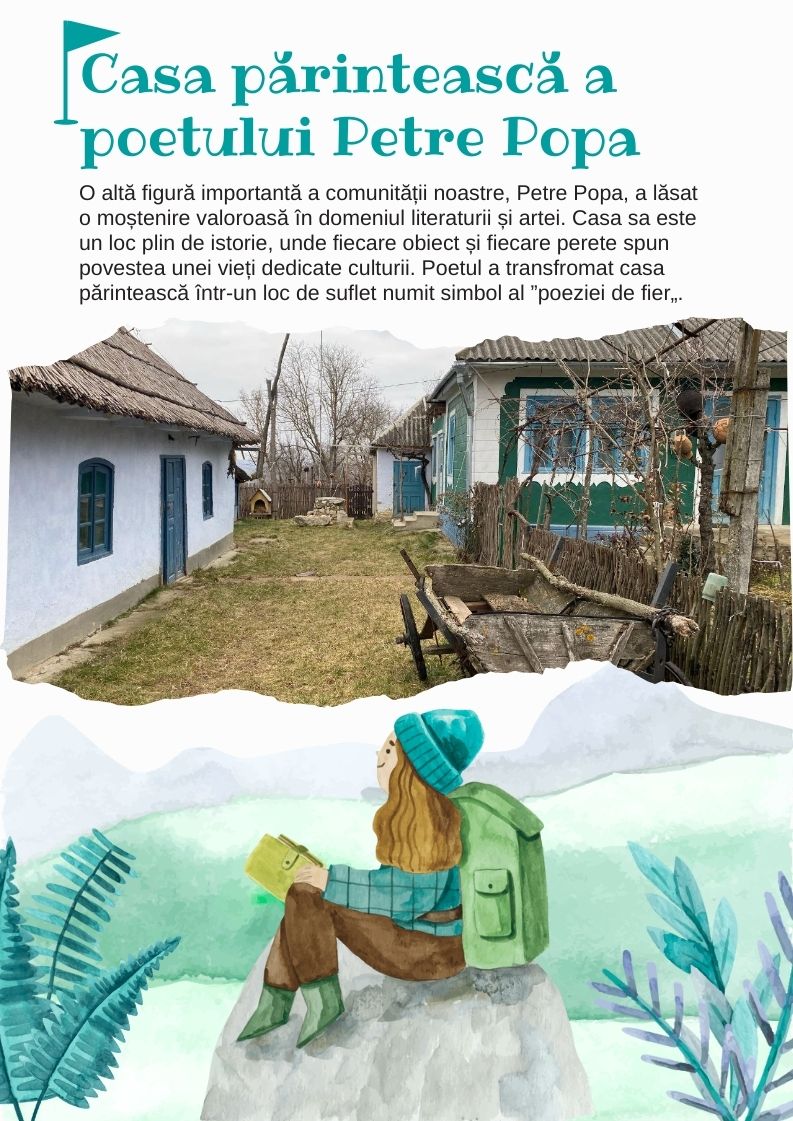 Casa părintească a
poetului Petre Popa
O altă figură importantă a comunității noastre, Petre Popa, a lăsat
o moștenire valoroasă în domeniul literaturii și artei. Casa sa este
un loc plin de istorie, unde fiecare obiect și fiecare perete spun
povestea unei vieți dedicate culturii. Poetul a transfromat casa
părintească într-un loc de suflet numit simbol al ”poeziei de fier„.